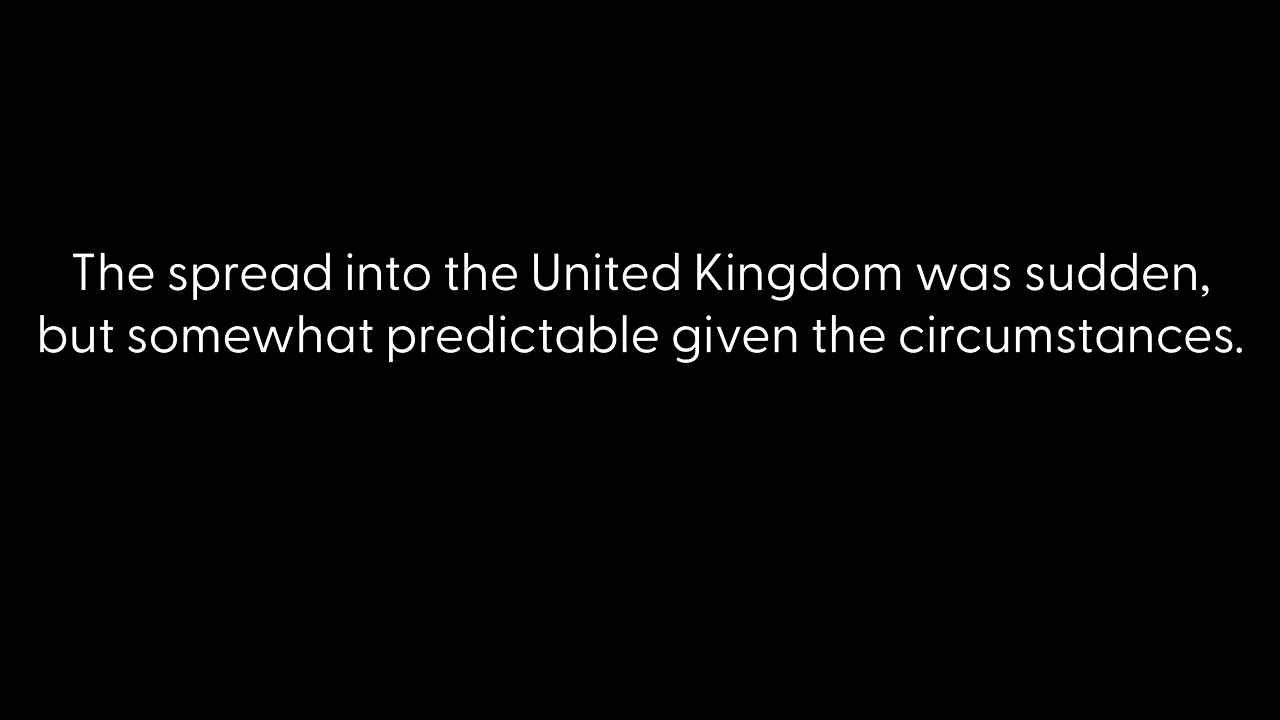 The spread into the United Kingdom was sudden,
but somewhat predictable given the circumstances.